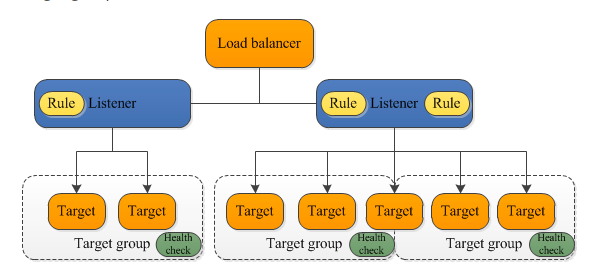 Load balancer
Rule Listener
Rule Listener Rule
Target Target
Target Target Target Target Target
Target group Health check
Target group Health check
Target group Health check